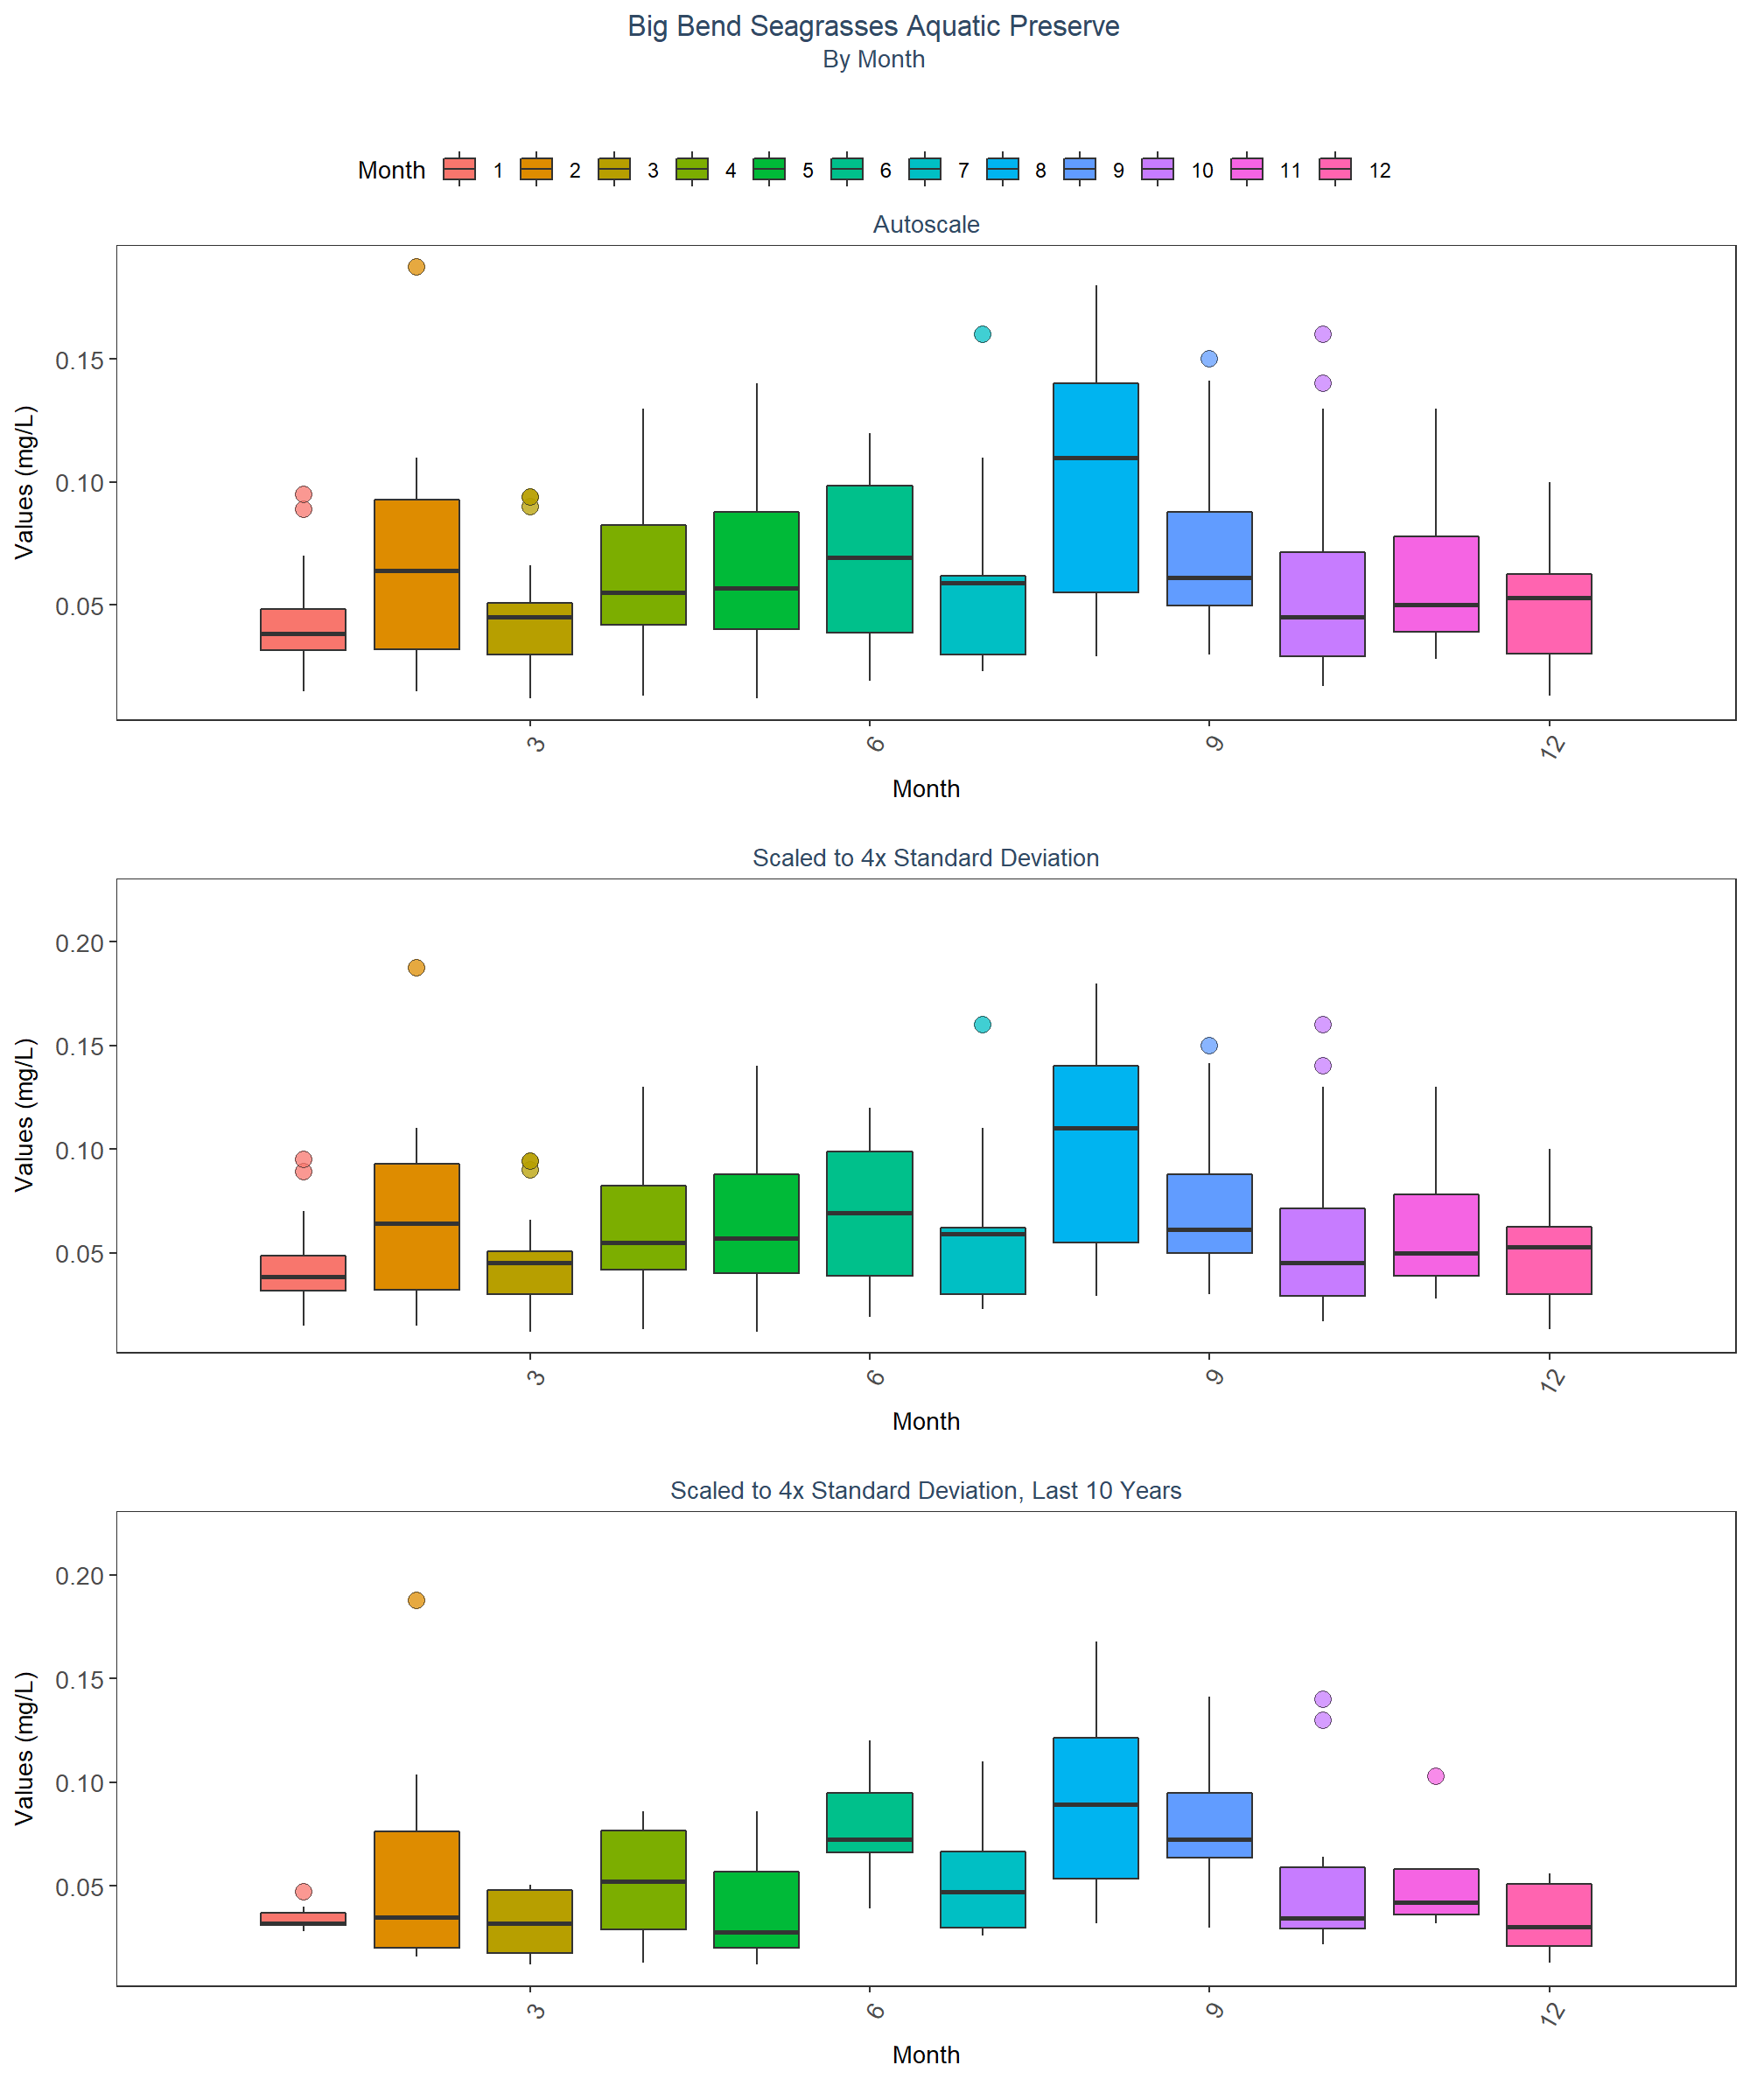 Big Bend Seagrasses Aquatic Preserve
By Month
Month 1 2 3 4 5 6 7 8 9 10 11 12
Autoscale
Values (mg/L)
0.15
0.10
0.05
3 6 9 12
Month
Scaled to 4x Standard Deviation
Values (mg/L)
0.20
0.15
0.10
0.05
3 6 9 12
Month
Scaled to 4x Standard Deviation, Last 10 Years
Values (mg/L)
0.20
0.15
0.10
0.05
3 6 9 12
Month